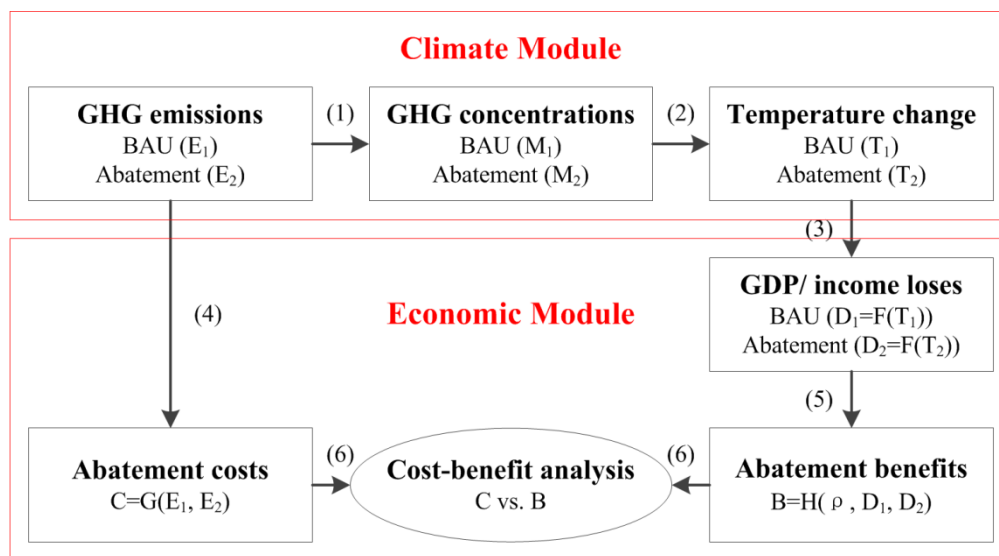 Climate Module
GHG emissions
BAU (E₁)
Abatement (E₂)
(1)
GHG concentrations
BAU (M₁)
Abatement (M₂)
(2)
Temperature change
BAU (T₁)
Abatement (T₂)
(3)
(4)
Economic Module
GDP/ income loses
BAU (D₁=F(T₁))
Abatement (D₂=F(T₂))
(5)
Abatement costs
C=G(E₁, E₂)
(6)
Cost-benefit analysis
C vs. B
(6)
Abatement benefits
B=H(ρ, D₁, D₂)